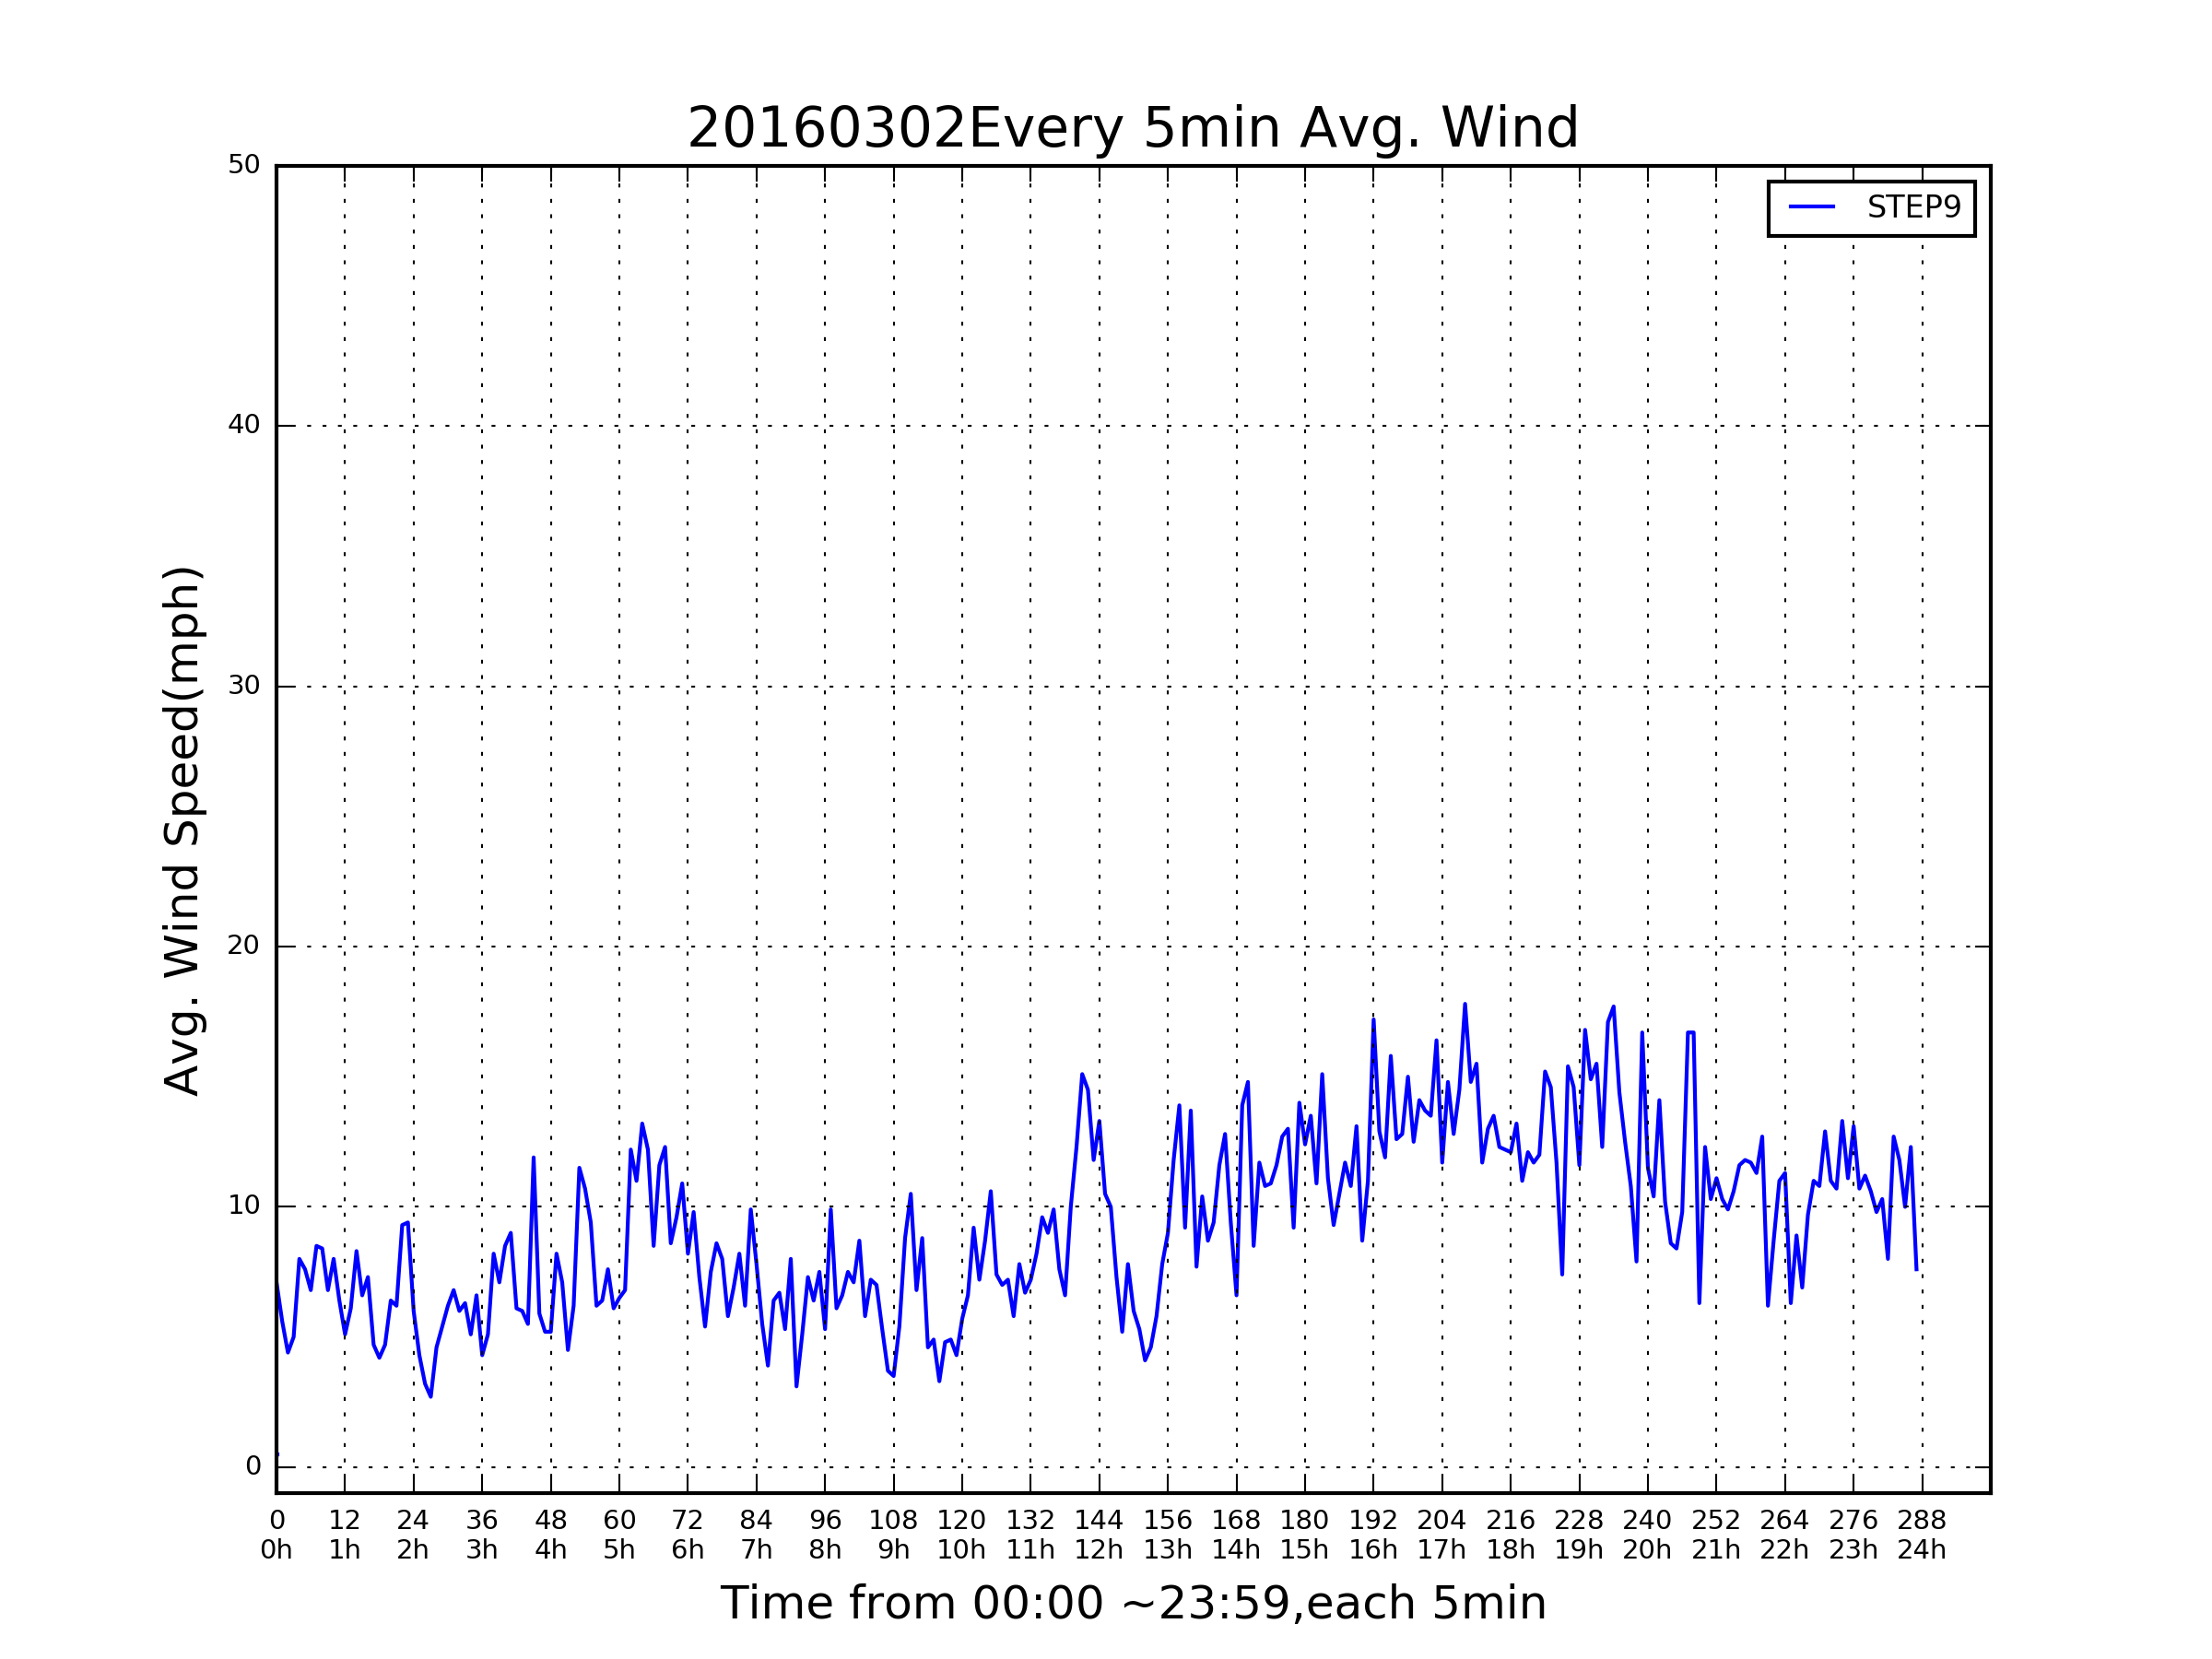 20160302Every 5min Avg. Wind
STEP9
Avg. Wind Speed(mph)
50
40
30
20
10
0
0 12 24 36 48 60 72 84 96 108 120 132 144 156 168 180 192 204 216 228 240 252 264 276 288
0h 1h 2h 3h 4h 5h 6h 7h 8h 9h 10h 11h 12h 13h 14h 15h 16h 17h 18h 19h 20h 21h 22h 23h 24h
Time from 00:00 ~23:59,each 5min